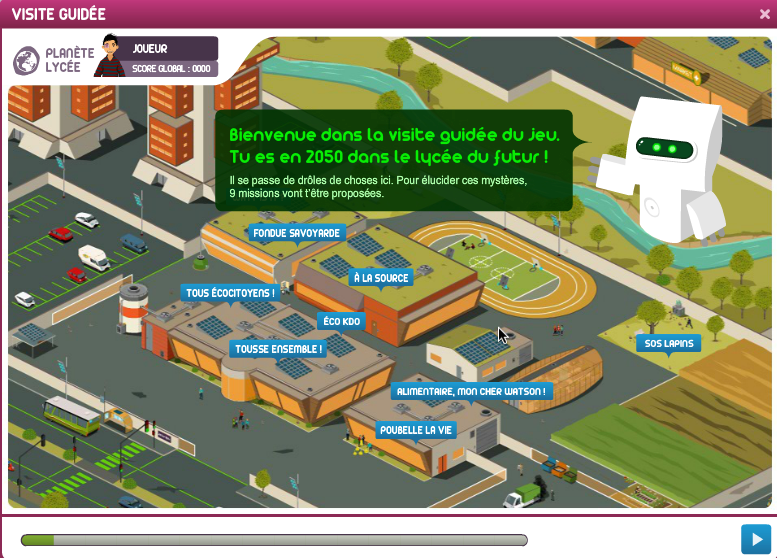 VISITE GUIDÉE
PLANÈTE
LYCÉE
JOUEUR
SCORE GLOBAL : 0000
Bienvenue dans la visite guidée du jeu.
Tu es en 2050 dans le lycée du futur !
Il se passe de drôles de choses ici. Pour élucider ces mystères,
9 missions vont t'être proposées.
FONDUE SAVOYARDE
À LA SOURCE
TOUS ÉCOCITOYENS !
ÉCO KDO
TOUSSE ENSEMBLE !
SOS LAPINS
ALIMENTAIRE, MON CHER WATSON !
POUBELLE LA VIE